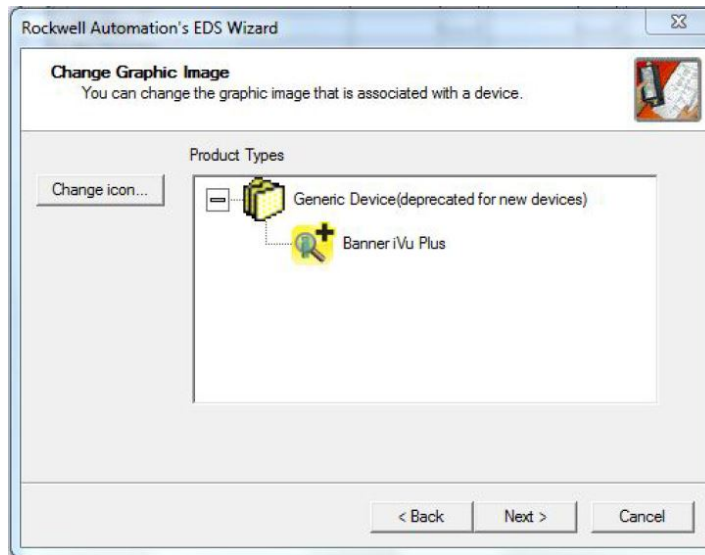 Rockwell Automation's EDS Wizard
Change Graphic Image
You can change the graphic image that is associated with a device.
Product Types
Change icon...
Generic Device(deprecated for new devices)
Banner iVu Plus
< Back
Next >
Cancel